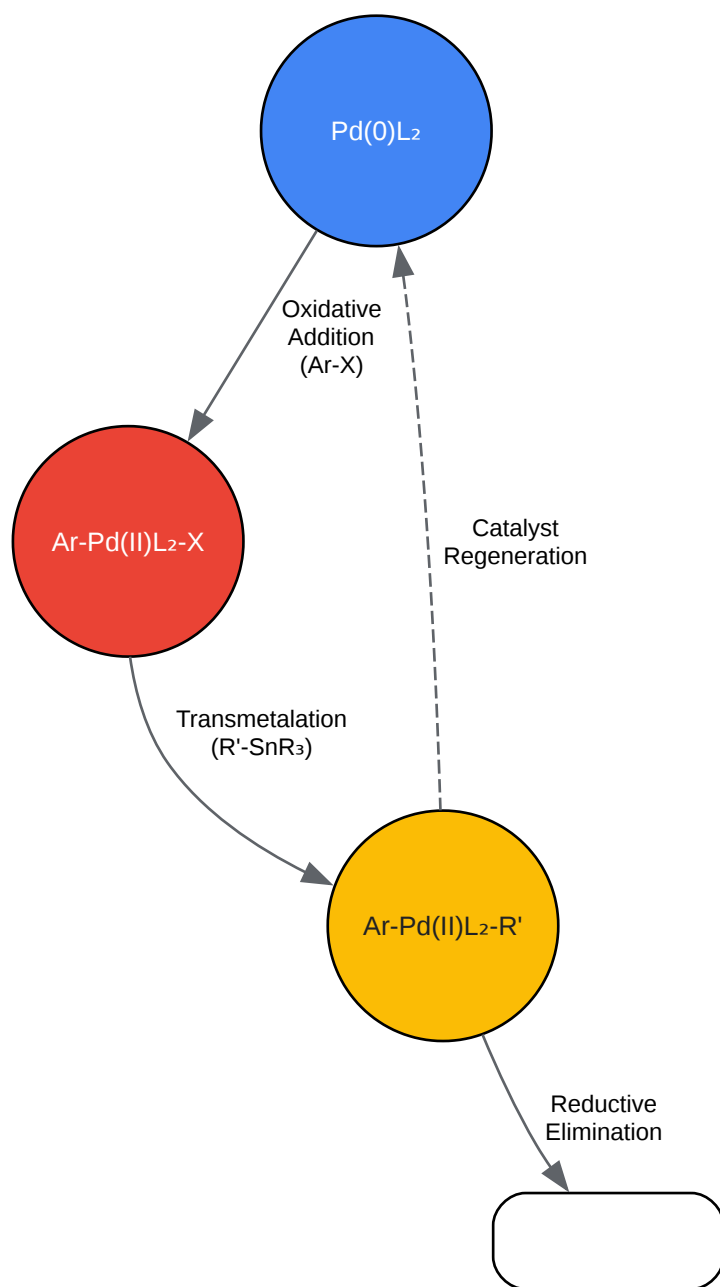 Pd(0)L₂
Oxidative
Addition
(Ar-X)
Catalyst
Regeneration
Ar-Pd(II)L₂-X
Transmetalation
(R'-SnR₃)
Ar-Pd(II)L₂-R'
Reductive
Elimination